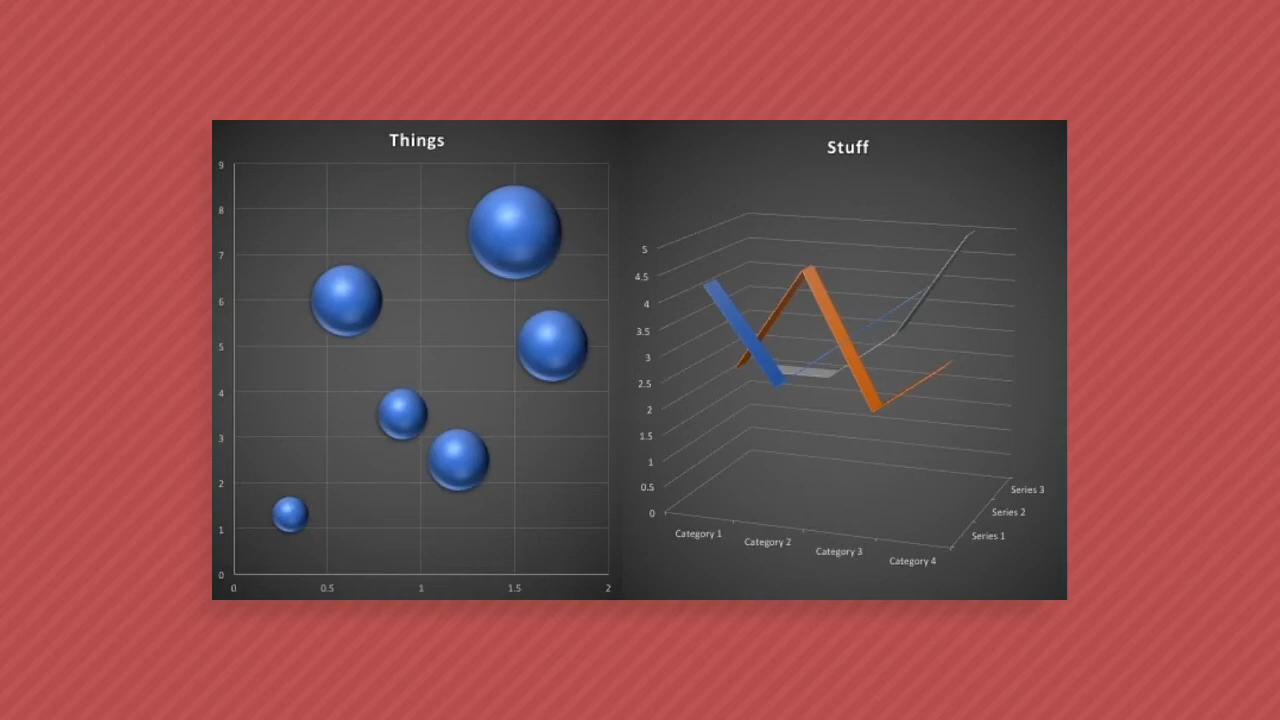 Things
9
8
7
6
5
4
3
2
1
0
0 0.5 1 1.5 2
Stuff
5
4.5
4
3.5
3
2.5
2
1.5
1
0.5
0
Category 1
Category 2
Category 3
Category 4
Series 3
Series 2
Series 1